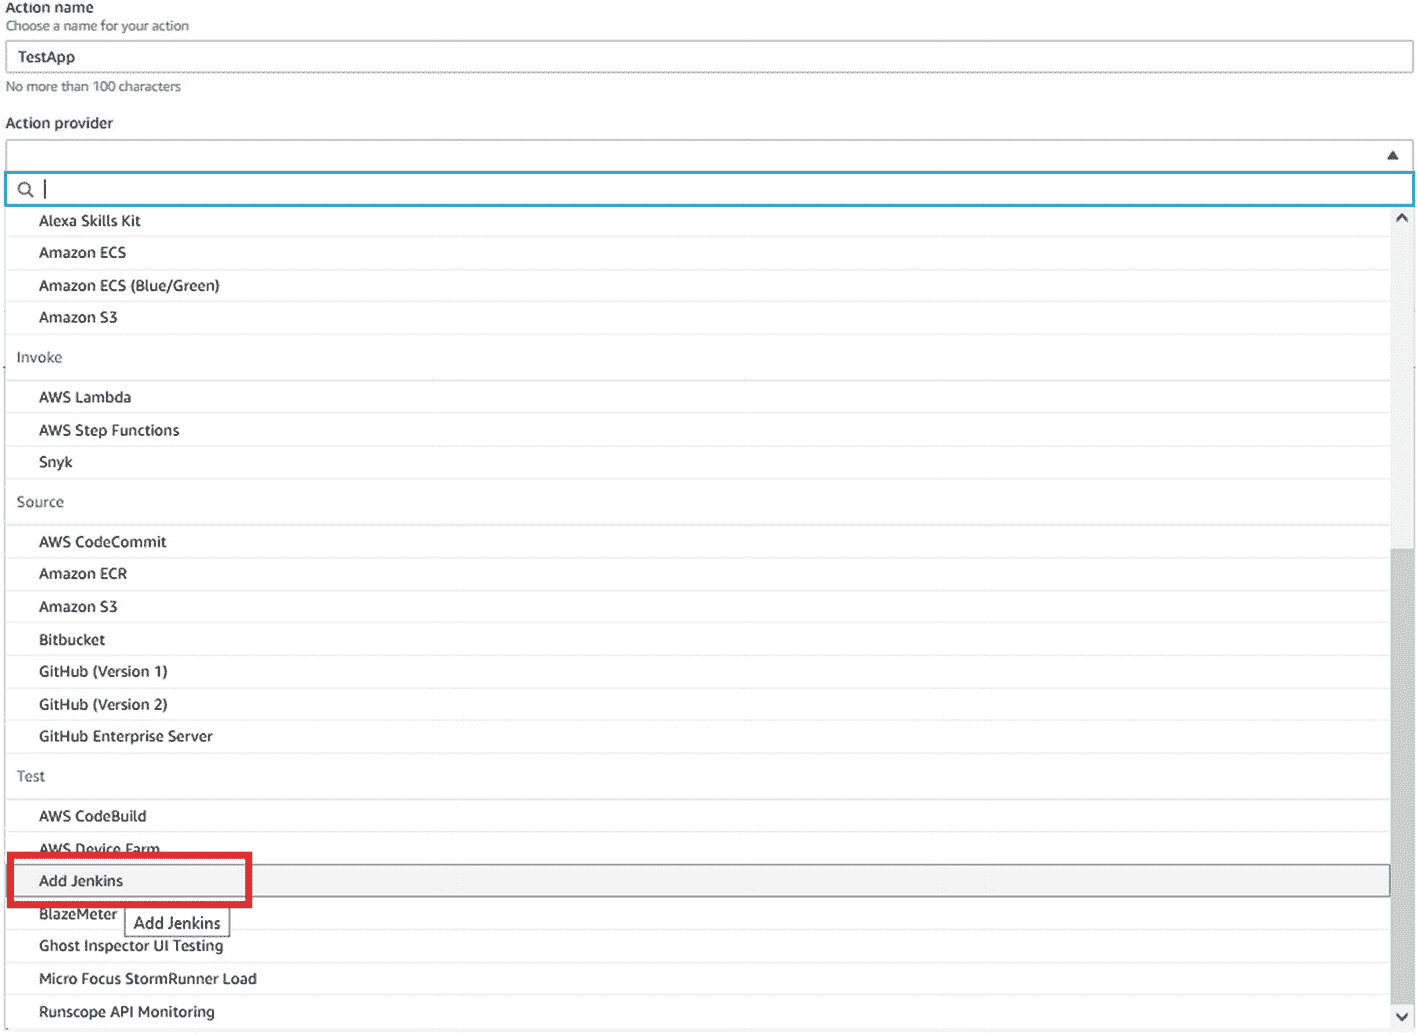 Action name
Choose a name for your action
TestApp
No more than 100 characters
Action provider
Alexa Skills Kit
Amazon ECS
Amazon ECS (Blue/Green)
Amazon S3
Invoke
AWS Lambda
AWS Step Functions
Snyk
Source
AWS CodeCommit
Amazon ECR
Amazon S3
Bitbucket
GitHub (Version 1)
GitHub (Version 2)
GitHub Enterprise Server
Test
AWS CodeBuild
AWS Device Farm
Add Jenkins
BlazeMeter
Add Jenkins
Ghost Inspector UI Testing
Micro Focus StormRunner Load
Runscope API Monitoring